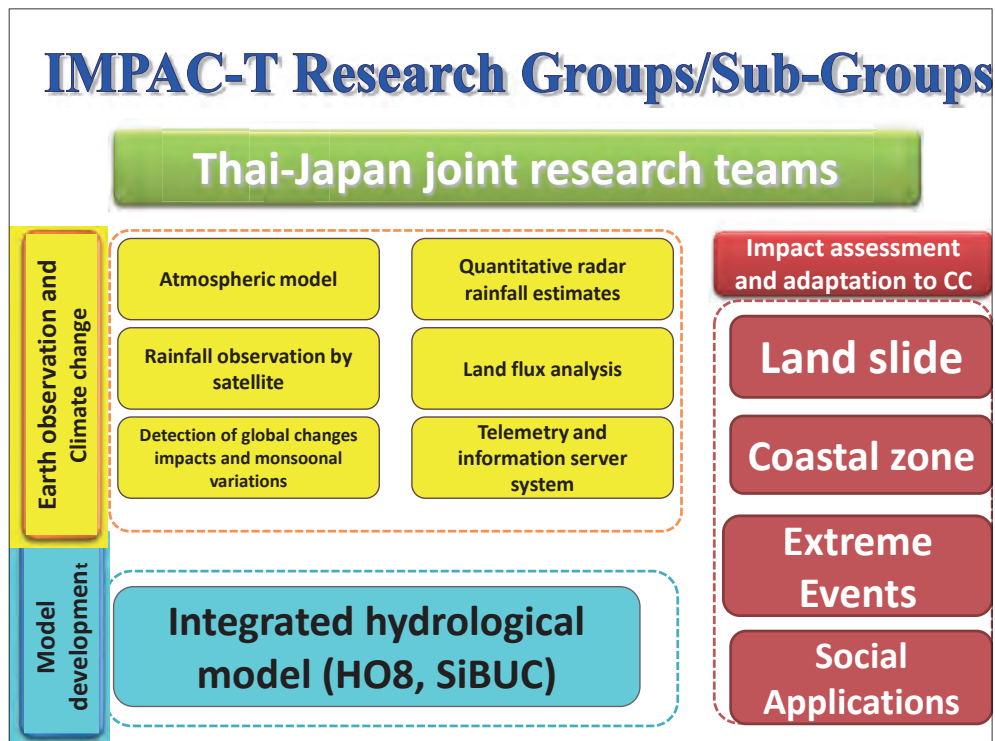 IMPAC-T Research Groups/Sub-Groups
Thai-Japan joint research teams
Earth observation and
Climate change
Atmospheric model
Quantitative radar
rainfall estimates
Rainfall observation by
satellite
Land flux analysis
Detection of global changes
impacts and monsoonal
variations
Telemetry and
information server
system
Model
development
Integrated hydrological
model (HO8, SiBUC)
Impact assessment
and adaptation to CC
Land slide
Coastal zone
Extreme
Events
Social
Applications